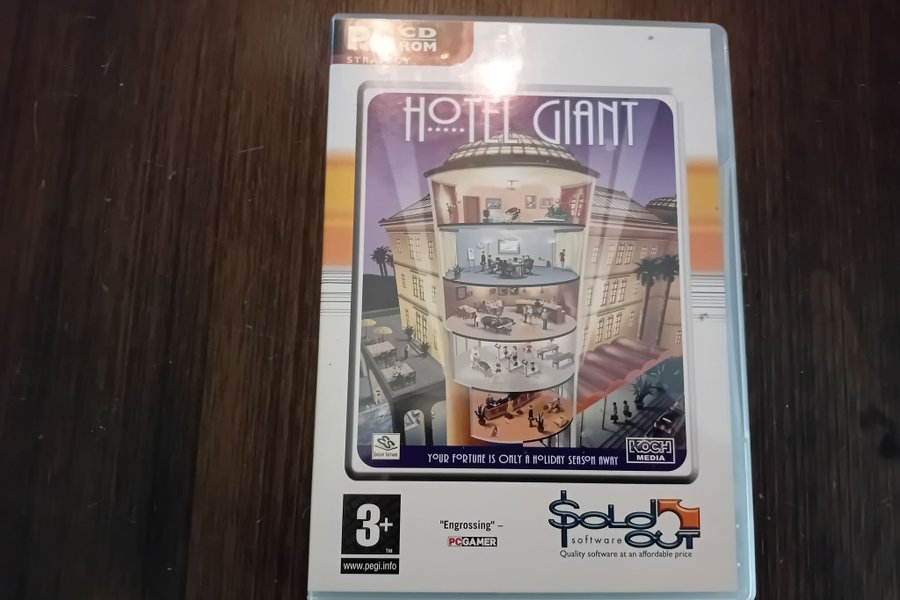 PC CD
ROM
STRATEGY
HOTEL GIANT
YOUR FORTUNE IS ONLY A HOLIDAY SEASON AWAY
KOCH
MEDIA
3+
TM
www.pegi.info
"Engrossing" –
PCGAMER
SOLD
software OUT
Quality software at an affordable price